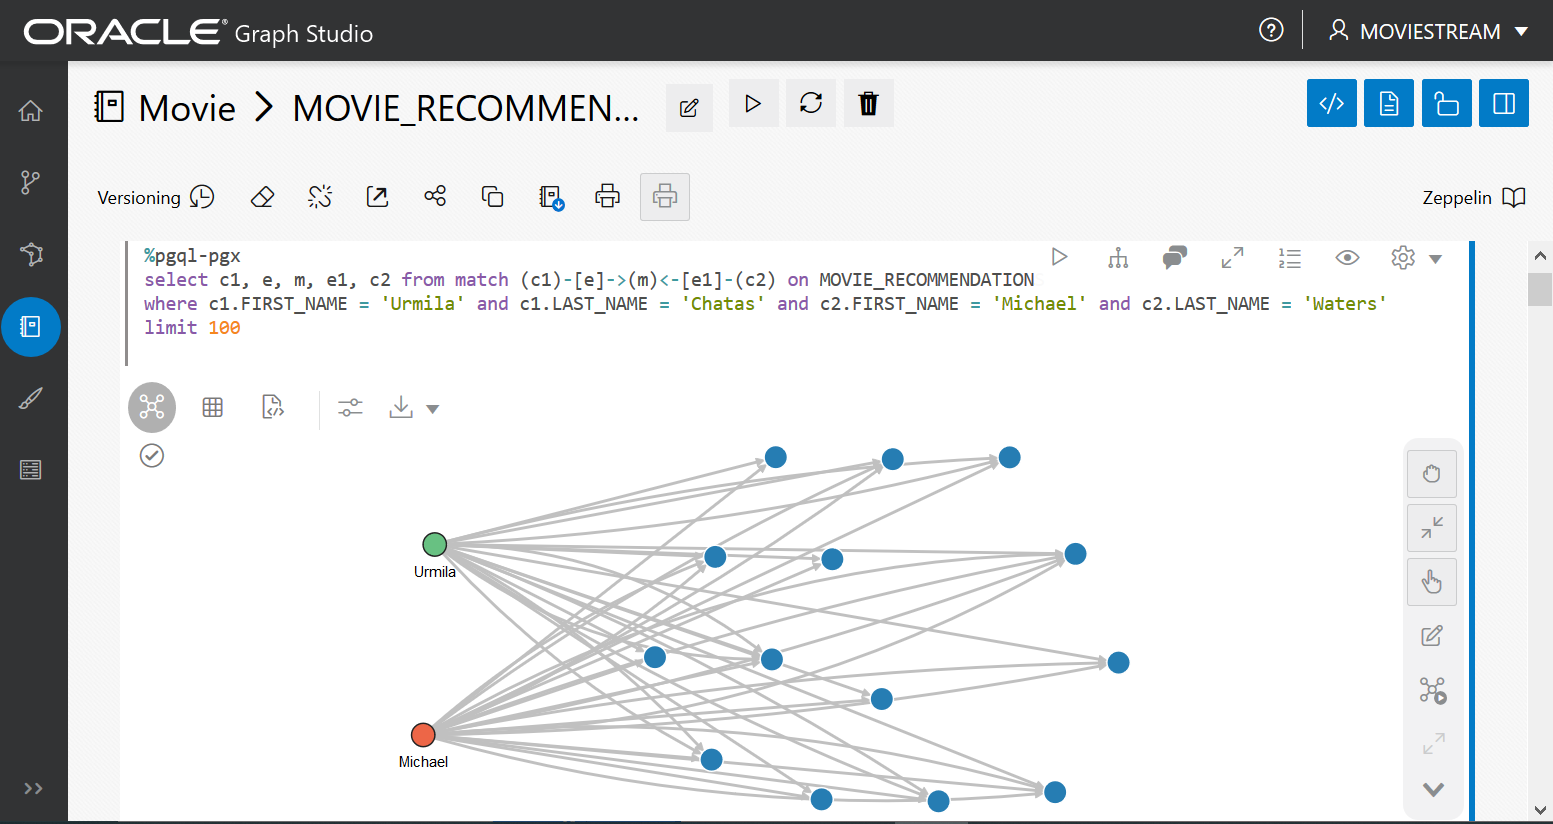 ORACLE® Graph Studio
MOVIESTREAM
Movie > MOVIE_RECOMMEN...
Versioning
Zeppelin
%pgql-pgx
select c1, e, m, e1, c2 from match (c1)-[e]->(m)<-[e1]-(c2) on MOVIE_RECOMMENDATION
where c1.FIRST_NAME = 'Urmila' and c1.LAST_NAME = 'Chatas' and c2.FIRST_NAME = 'Michael' and c2.LAST_NAME = 'Waters'
limit 100
Urmila
Michael